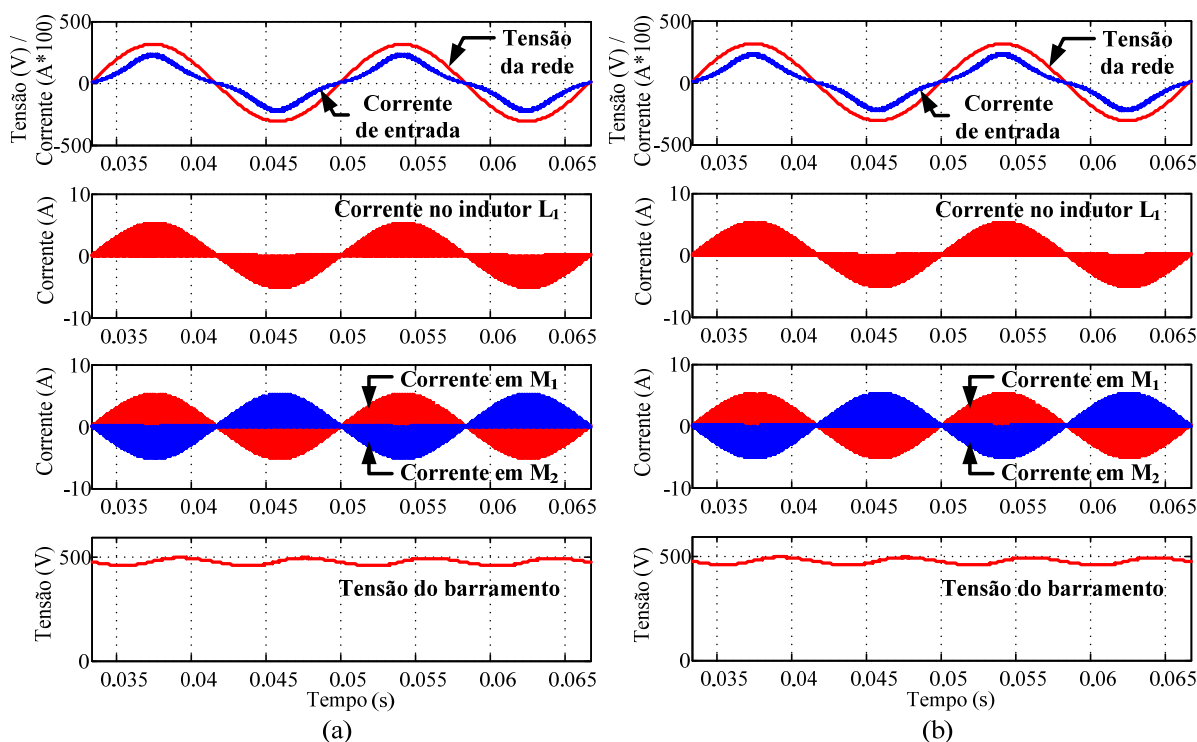 500
0
-500
Tensão (V) /
Corrente (A*100)
Tensão
da rede
Corrente
de entrada
0.035 0.04 0.045 0.05 0.055 0.06 0.065
10
0
-10
Corrente (A)
Corrente no indutor L₁
0.035 0.04 0.045 0.05 0.055 0.06 0.065
10
0
-10
Corrente (A)
Corrente em M₁
Corrente em M₂
0.035 0.04 0.045 0.05 0.055 0.06 0.065
500
0
Tensão (V)
Tensão do barramento
0.035 0.04 0.045 0.05 0.055 0.06 0.065
Tempo (s)
(a)
500
0
-500
Tensão (V) /
Corrente (A*100)
Tensão
da rede
Corrente
de entrada
0.035 0.04 0.045 0.05 0.055 0.06 0.065
10
0
-10
Corrente (A)
Corrente no indutor L₁
0.035 0.04 0.045 0.05 0.055 0.06 0.065
10
0
-10
Corrente (A)
Corrente em M₁
Corrente em M₂
0.035 0.04 0.045 0.05 0.055 0.06 0.065
500
0
Tensão (V)
Tensão do barramento
0.035 0.04 0.045 0.05 0.055 0.06 0.065
Tempo (s)
(b)